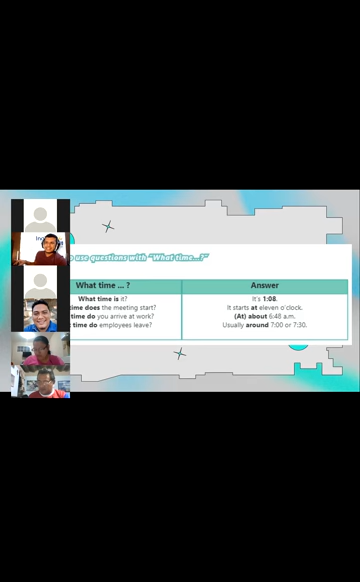 o use questions with "What time...?"
What time ... ?
Answer
What time is it?
It's 1:08.
time does the meeting start?
It starts at eleven o'clock.
time do you arrive at work?
(At) about 6:48 a.m.
time do employees leave?
Usually around 7:00 or 7:30.